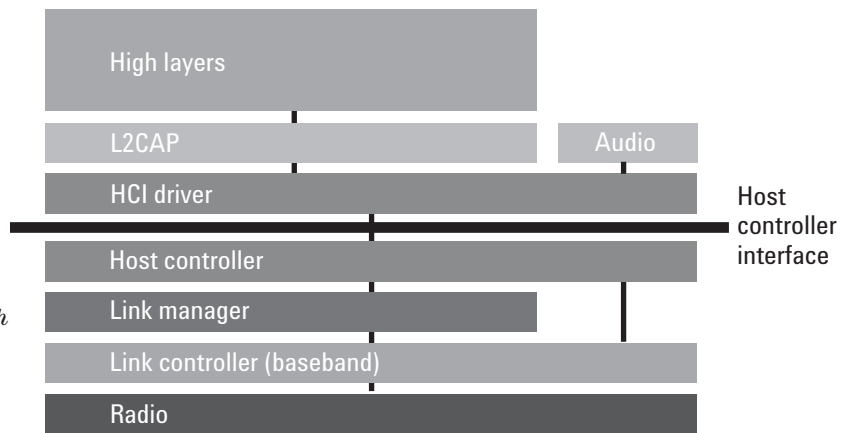 High layers
L2CAP
Audio
HCI driver
Host
controller
interface
Host controller
Link manager
h
Link controller (baseband)
Radio